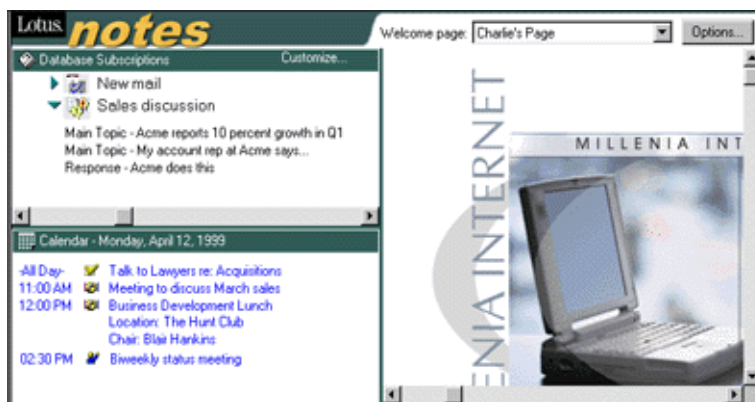 Lotus notes
Welcome page: Charlie's Page Options...
Database Subscriptions Customize...
New mail
Sales discussion
Main Topic - Acme reports 10 percent growth in Q1
Main Topic - My account rep at Acme says...
Response - Acme does this
Calendar - Monday, April 12, 1999
-All Day- Talk to Lawyers re: Acquisitions
11:00 AM Meeting to discuss March sales
12:00 PM Business Development Lunch
Location: The Hunt Club
Chair: Blair Hankins
02:30 PM Biweekly status meeting
MILLENIA INT
ENIA INTERNET